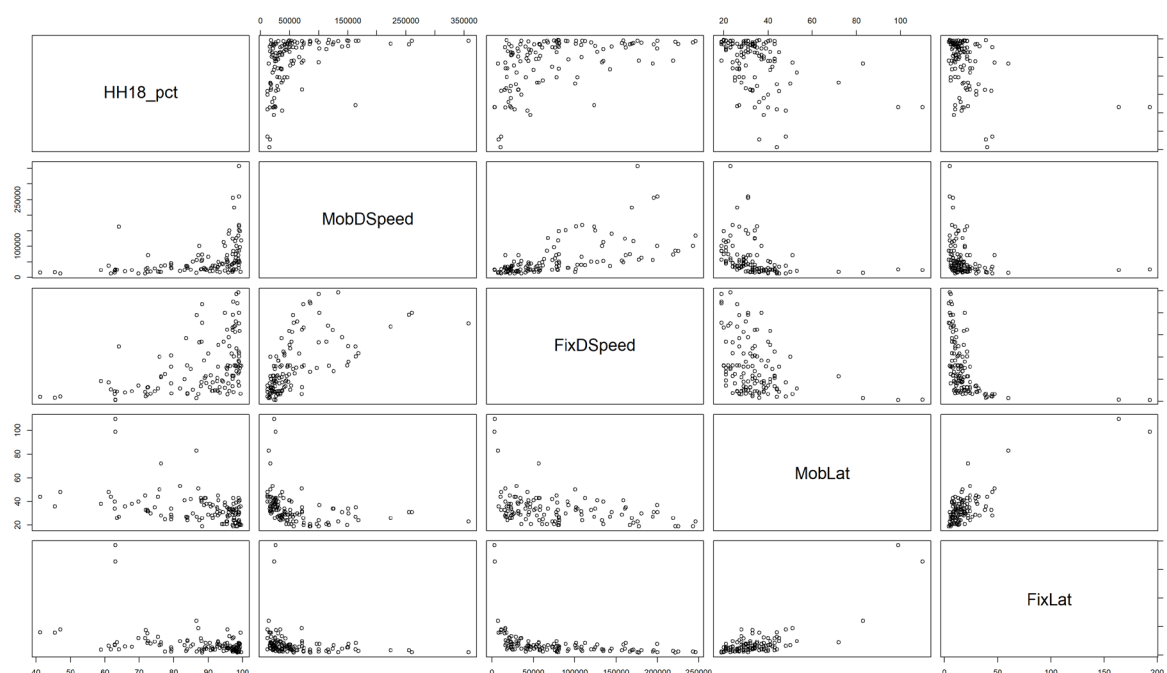 0 50000 150000 250000 350000
20 40 60 80 100
HH18_pct
0 100000 250000
MobDSpeed
FixDSpeed
20 40 60 80 100
MobLat
FixLat
40 50 60 70 80 90 100
0 50000 100000 150000 200000 250000
0 50 100 150 200